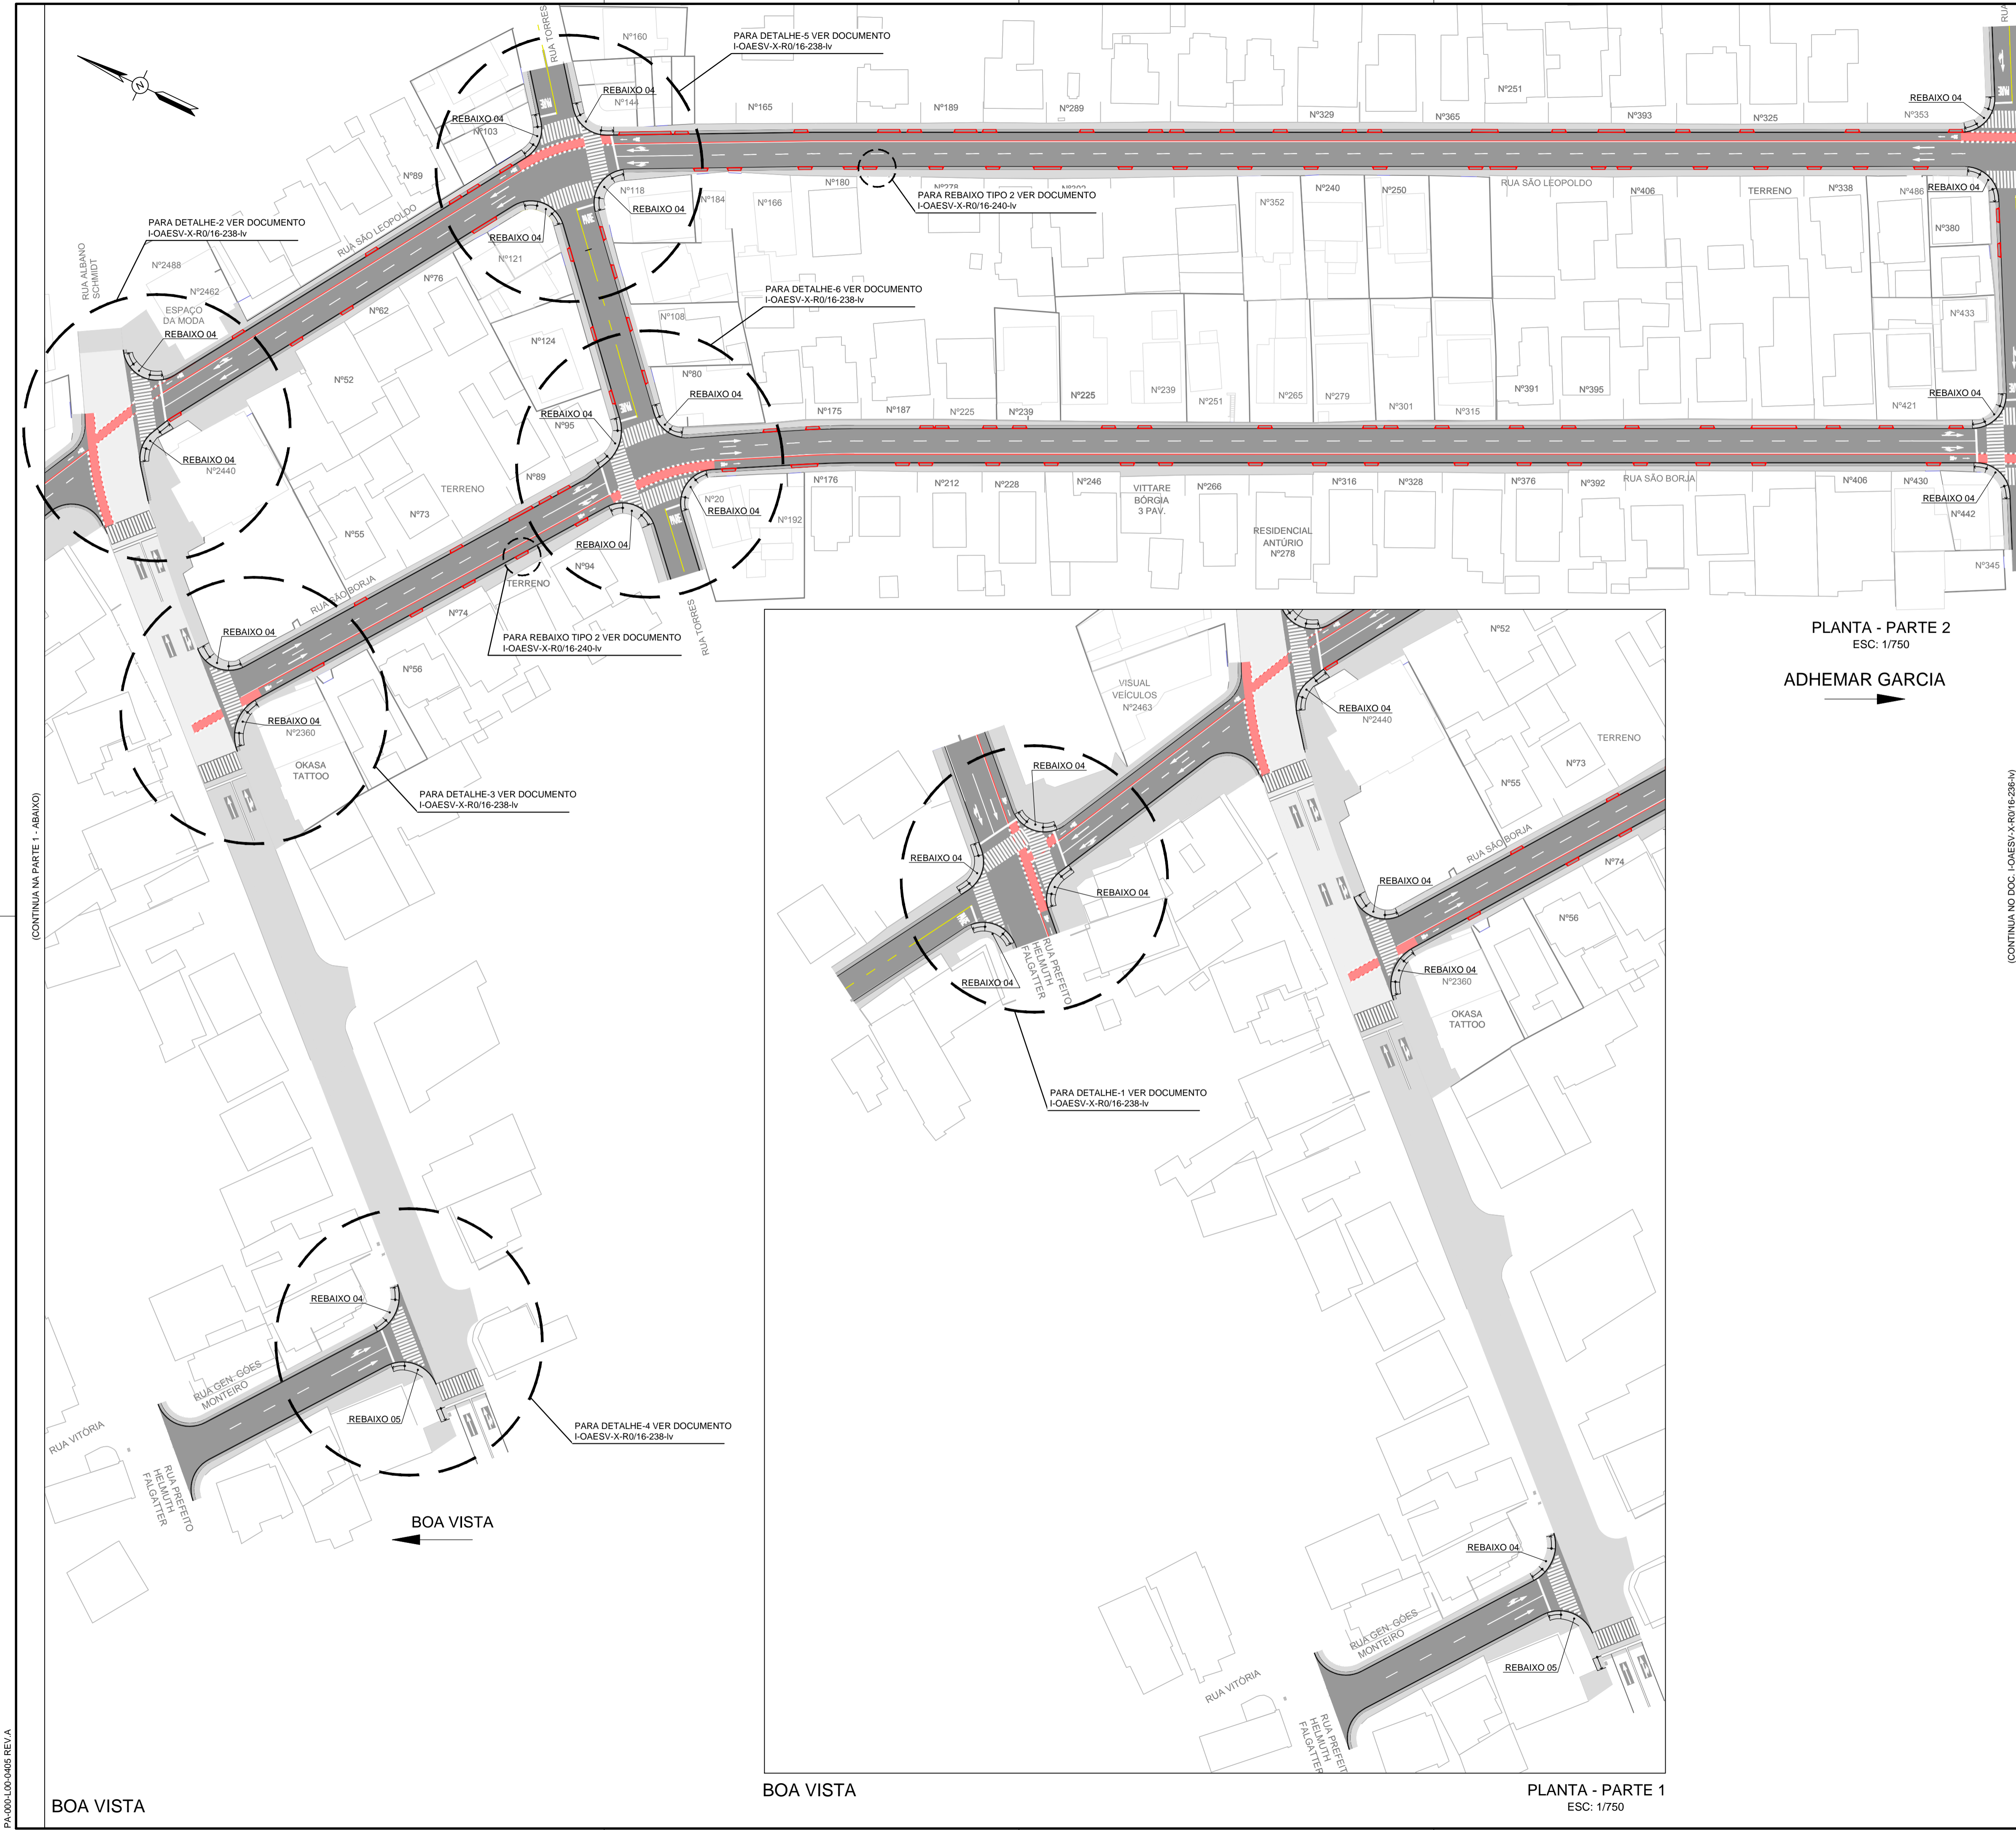 RUA TORRES
Nº160
PARA DETALHE-5 VER DOCUMENTO
I-OAESV-X-R0/16-238-lv
N
REBAIXO 04
Nº144
REBAIXO 04
Nº103
Nº165
Nº189
Nº289
Nº329
Nº365
Nº251
Nº393
Nº325
REBAIXO 04
Nº353
RUA
PARE
PARE
Nº89
Nº118
REBAIXO 04
Nº184
Nº166
Nº180
PARA REBAIXO TIPO 2 VER DOCUMENTO
I-OAESV-X-R0/16-240-lv
Nº352
Nº240
Nº250
RUA SÃO LEOPOLDO
Nº406
TERRENO
Nº338
Nº486
REBAIXO 04
Nº380
PARA DETALHE-2 VER DOCUMENTO
I-OAESV-X-R0/16-238-lv
RUA SÃO LEOPOLDO
REBAIXO 04
PARE
Nº121
RUA ALBANO
SCHMIDT
Nº2488
Nº2462
ESPAÇO
DA MODA
REBAIXO 04
Nº76
Nº62
Nº52
Nº124
Nº108
PARA DETALHE-6 VER DOCUMENTO
I-OAESV-X-R0/16-238-lv
Nº433
Nº80
REBAIXO 04
PARE
REBAIXO 04
Nº95
Nº175
Nº187
Nº225
Nº239
Nº225
Nº239
Nº251
Nº265
Nº279
Nº301
Nº315
Nº391
Nº395
REBAIXO 04
Nº421
REBAIXO 04
Nº2440
TERRENO
Nº89
Nº73
Nº55
Nº20
REBAIXO 04
PARE
Nº192
Nº176
Nº212
Nº228
Nº246
VITTARE
BÓRGIA
3 PAV.
Nº266
RESIDENCIAL
ANTÚRIO
Nº278
Nº316
Nº328
Nº376
Nº392
RUA SÃO BORJA
Nº406
Nº430
REBAIXO 04
Nº442
Nº345
REBAIXO 04
Nº94
TERRENO
RUA SÃO BORJA
Nº74
RUA TORRES
PARA REBAIXO TIPO 2 VER DOCUMENTO
I-OAESV-X-R0/16-240-lv
REBAIXO 04
Nº56
REBAIXO 04
Nº2360
OKASA
TATTOO
PARA DETALHE-3 VER DOCUMENTO
I-OAESV-X-R0/16-238-lv
PLANTA - PARTE 2
ESC: 1/750
ADHEMAR GARCIA
(CONTINUA NA PARTE 1 - ABAIXO)
(CONTINUA NO DOC. I-OAESV-X-R0/16-236-lv)
VISUAL
VEÍCULOS
Nº2463
Nº52
REBAIXO 04
Nº2440
TERRENO
Nº73
Nº55
REBAIXO 04
REBAIXO 04
REBAIXO 04
PARE
REBAIXO 04
RUA PREFEITO
HELMUTH
FALGATTER
RUA SÃO BORJA
Nº74
REBAIXO 04
Nº56
REBAIXO 04
Nº2360
OKASA
TATTOO
PARA DETALHE-1 VER DOCUMENTO
I-OAESV-X-R0/16-238-lv
REBAIXO 04
RUA GEN. GÓES
MONTEIRO
REBAIXO 05
RUA VITÓRIA
RUA PREFEITO
HELMUTH
FALGATTER
PARA DETALHE-4 VER DOCUMENTO
I-OAESV-X-R0/16-238-lv
BOA VISTA
REBAIXO 04
RUA GEN. GÓES
MONTEIRO
REBAIXO 05
RUA VITÓRIA
RUA PREFEIT
HELMUTH
FALGATTER
BOA VISTA
BOA VISTA
PLANTA - PARTE 1
ESC: 1/750
PA-000-L00-0405 REV.A